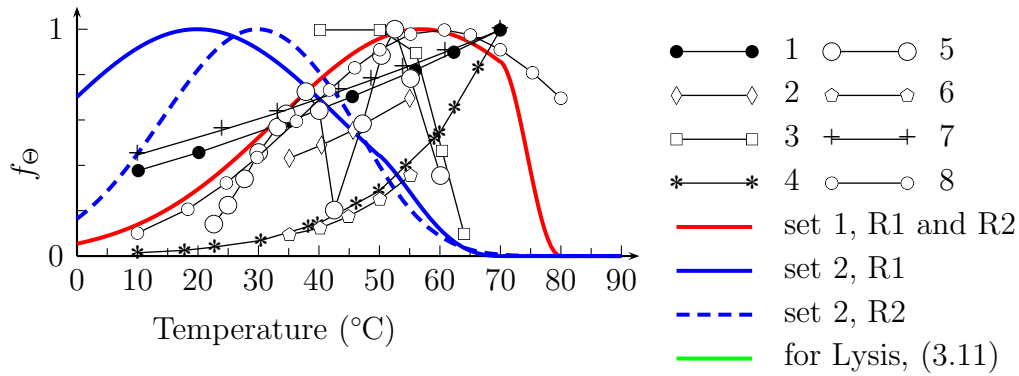 1
0
f_Θ
0 10 20 30 40 50 60 70 80 90
Temperature (°C)
1 5
2 6
3 7
4 8
set 1, R1 and R2
set 2, R1
set 2, R2
for Lysis, (3.11)